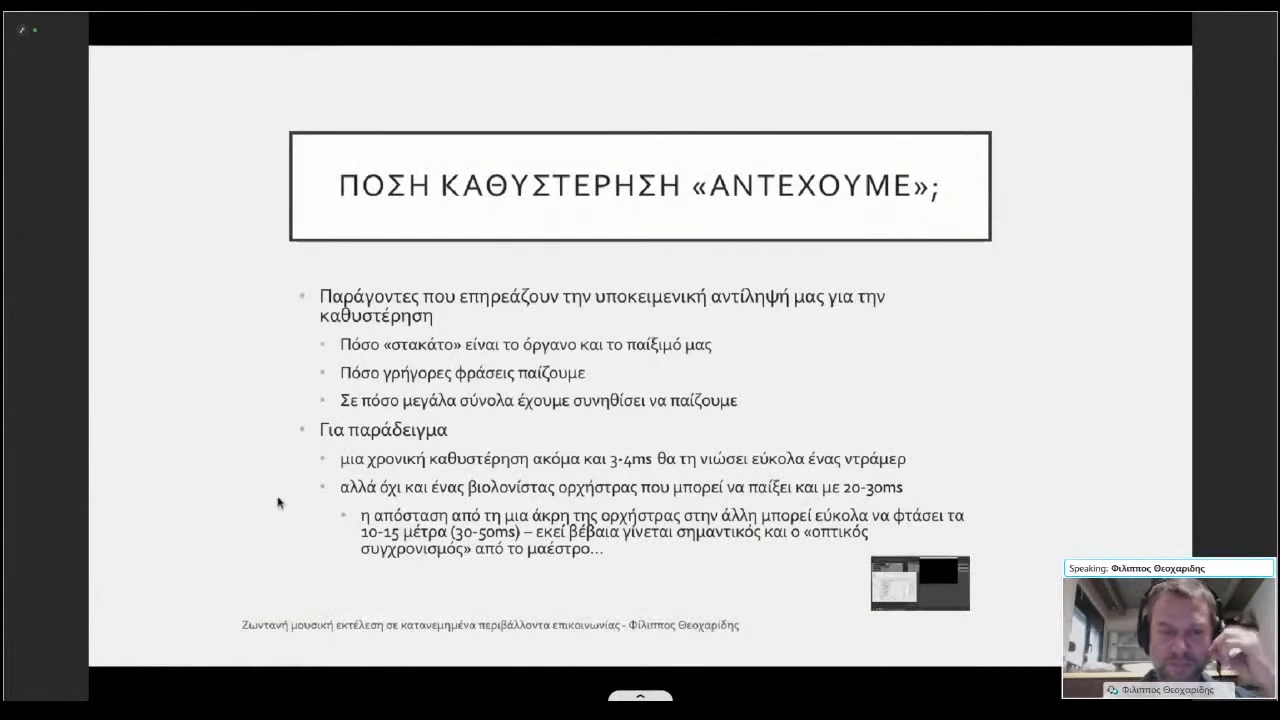 ΠΟΣΗ ΚΑΘΥΣΤΕΡΗΣΗ «ΑΝΤΕΧΟΥΜΕ»;
• Παράγοντες που επηρεάζουν την υποκειμενική αντίληψή μας για την
καθυστέρηση
• Πόσο «στακάτο» είναι το όργανο και το παίξιμό μας
• Πόσο γρήγορες φράσεις παίζουμε
• Σε πόσο μεγάλα σύνολα έχουμε συνηθίσει να παίζουμε
• Για παράδειγμα
• μια χρονική καθυστέρηση ακόμα και 3-4ms θα τη νιώσει εύκολα ένας ντράμερ
• αλλά όχι και ένας βιολονίστας ορχήστρας που μπορεί να παίξει και με 20-30ms
• η απόσταση από τη μια άκρη της ορχήστρας στην άλλη μπορεί εύκολα να φτάσει τα
10-15 μέτρα (30-50ms) – εκεί βέβαια γίνεται σημαντικός και ο «οπτικός
συγχρονισμός» από το μαέστρο...
Ζωντανή μουσική εκτέλεση σε κατανεμημένα περιβάλλοντα επικοινωνίας - Φίλιππος Θεοχαρίδης
Speaking: Φιλιππος Θεοχαριδης
Φιλιππος Θεοχαριδης